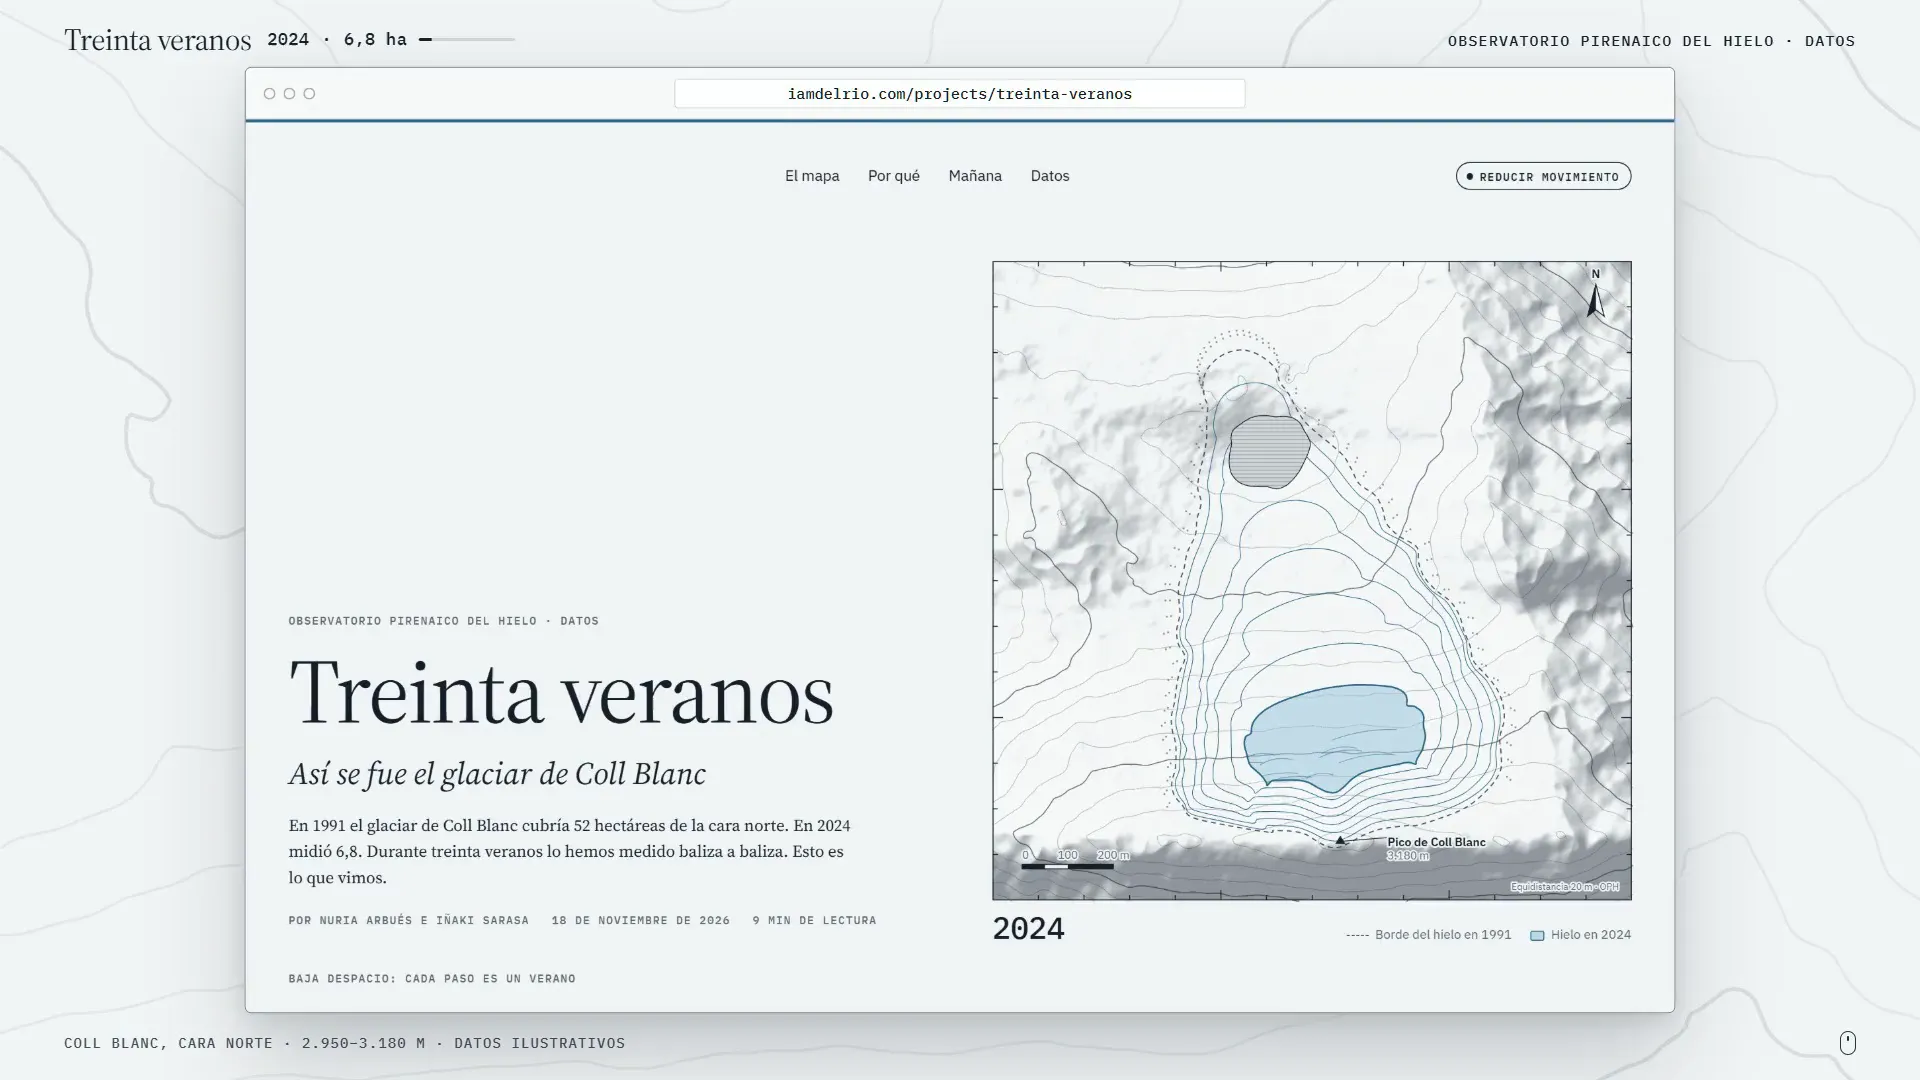 Treinta veranos 2024 · 6,8 ha
OBSERVATORIO PIRENAICO DEL HIELO · DATOS
iamdelrio.com/projects/treinta-veranos
El mapa Por qué Mañana Datos
REDUCIR MOVIMIENTO
N
OBSERVATORIO PIRENAICO DEL HIELO · DATOS
Treinta veranos
Así se fue el glaciar de Coll Blanc
En 1991 el glaciar de Coll Blanc cubría 52 hectáreas de la cara norte. En 2024
midió 6,8. Durante treinta veranos lo hemos medido baliza a baliza. Esto es
lo que vimos.
POR NURIA ARBUÉS E IÑAKI SARASA 18 DE NOVIEMBRE DE 2026 9 MIN DE LECTURA
BAJA DESPACIO: CADA PASO ES UN VERANO
Pico de Coll Blanc
3.180 m
0 100 200 m
Equidistancia 20 m · OPH
2024
Borde del hielo en 1991 Hielo en 2024
COLL BLANC, CARA NORTE · 2.950–3.180 M · DATOS ILUSTRATIVOS